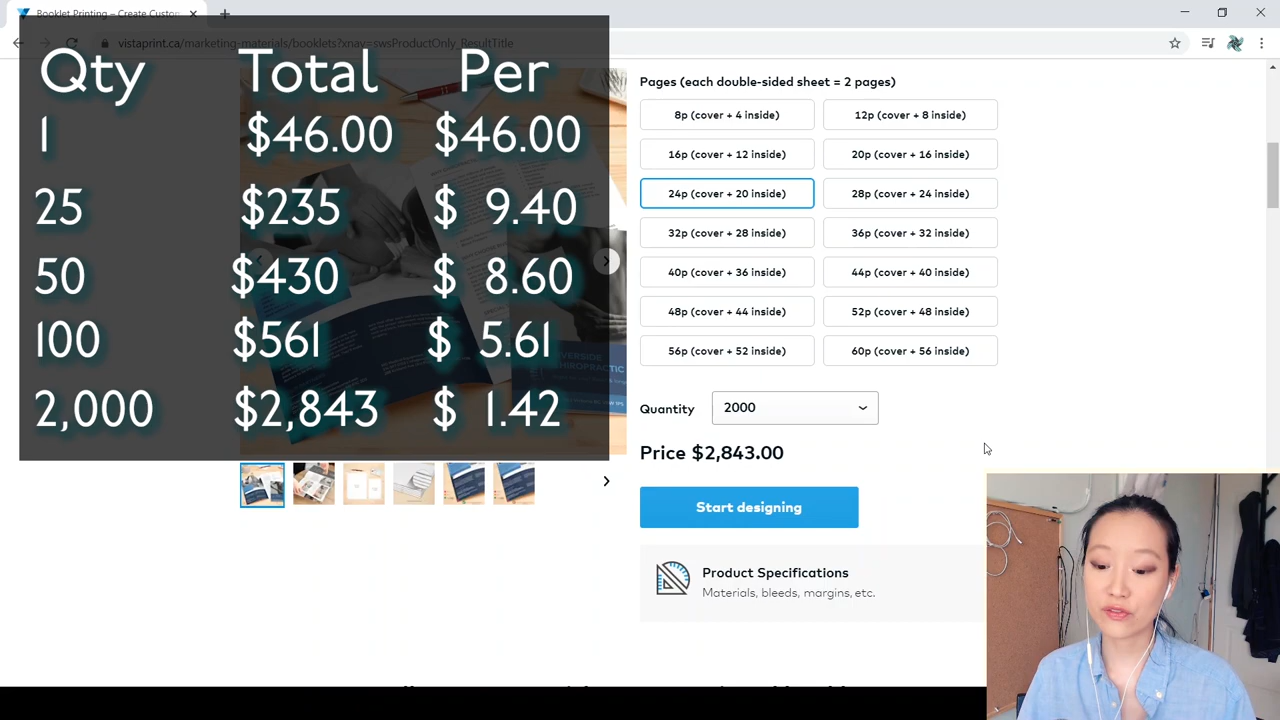 Booklet Printing – Create Custom
vistaprint.ca/marketing-materials/booklets?xnav=swsProductOnly_ResultTitle
Qty Total Per
1 $46.00 $46.00
25 $235 $ 9.40
50 $430 $ 8.60
100 $561 $ 5.61
2,000 $2,843 $ 1.42
Pages (each double-sided sheet = 2 pages)
8p (cover + 4 inside) 12p (cover + 8 inside)
16p (cover + 12 inside) 20p (cover + 16 inside)
24p (cover + 20 inside) 28p (cover + 24 inside)
32p (cover + 28 inside) 36p (cover + 32 inside)
40p (cover + 36 inside) 44p (cover + 40 inside)
48p (cover + 44 inside) 52p (cover + 48 inside)
56p (cover + 52 inside) 60p (cover + 56 inside)
Quantity 2000
Price $2,843.00
Start designing
Product Specifications
Materials, bleeds, margins, etc.